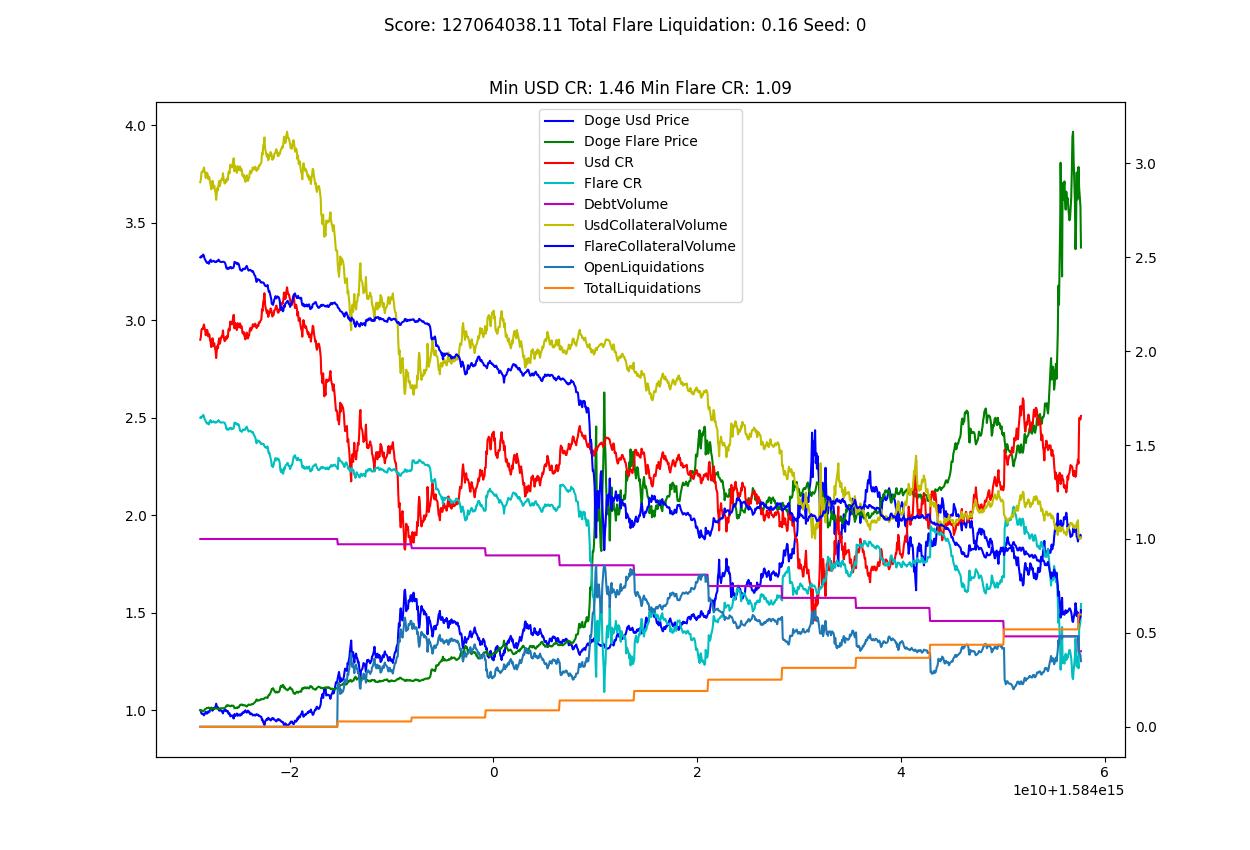 Score: 127064038.11 Total Flare Liquidation: 0.16 Seed: 0
Min USD CR: 1.46 Min Flare CR: 1.09
Doge Usd Price
Doge Flare Price
Usd CR
Flare CR
DebtVolume
UsdCollateralVolume
FlareCollateralVolume
OpenLiquidations
TotalLiquidations
4.0
3.5
3.0
2.5
2.0
1.5
1.0
3.0
2.5
2.0
1.5
1.0
0.5
0.0
−2 0 2 4 6
1e10+1.584e15